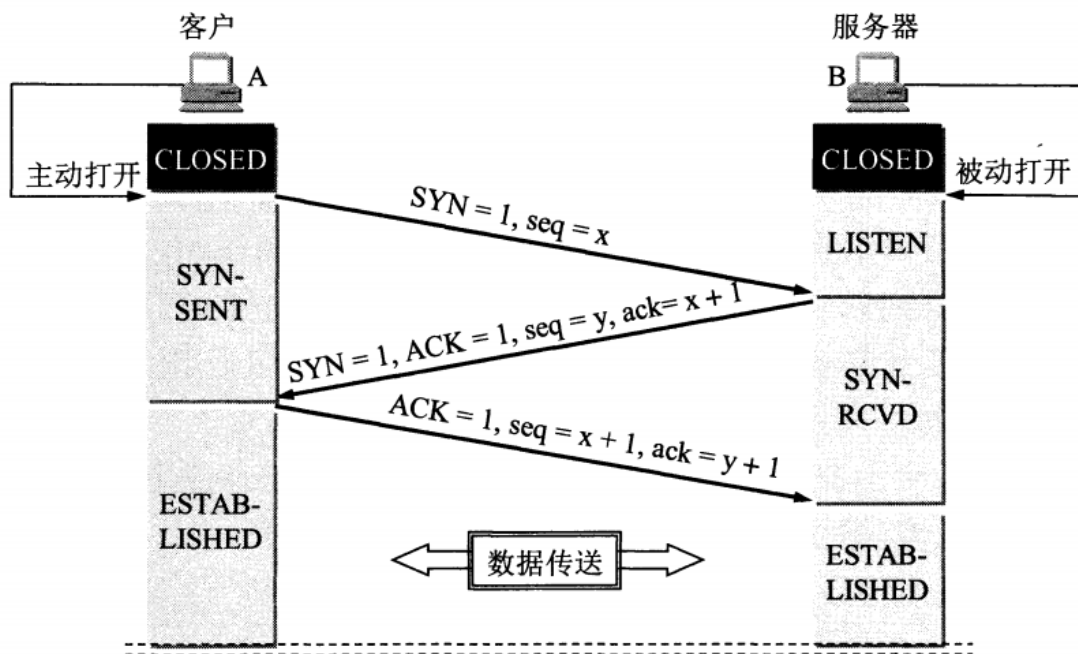 客户
服务器
A
B
CLOSED
CLOSED
主动打开
被动打开
SYN = 1, seq = x
LISTEN
SYN-
SENT
SYN = 1, ACK = 1, seq = y, ack= x + 1
SYN-
RCVD
ACK = 1, seq = x + 1, ack = y + 1
ESTAB-
LISHED
数据传送
ESTAB-
LISHED